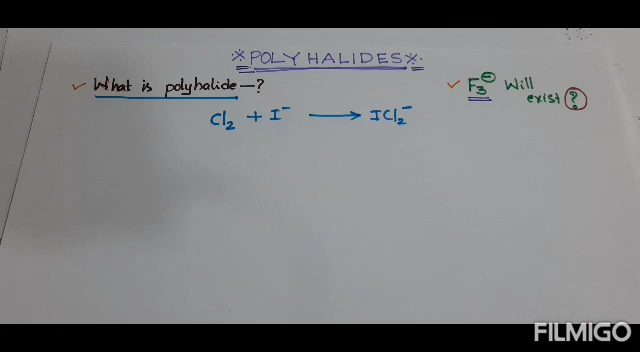 ※POLYHALIDES※.
✓ What is polyhalide—?
Cl₂ + I⁻ ⟶ ICl₂⁻
✓ F₃⊖ Will
exist ?
FILMIGO